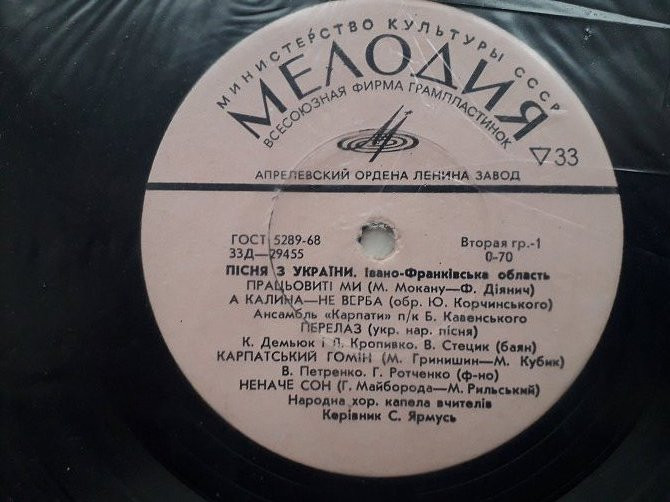 МИНИСТЕРСТВО КУЛЬТУРЫ СССР
МЕЛОДИЯ
ВСЕСОЮЗНАЯ ФИРМА ГРАМПЛАСТИНОК
▽33
АПРЕЛЕВСКИЙ ОРДЕНА ЛЕНИНА ЗАВОД
ГОСТ 5289-68 Вторая гр.-1
33Д—29455 0-70
ПІСНЯ З УКРАЇНИ. Івано-Франківська область
ПРАЦЬОВИТІ МИ (М. Мокану—Ф. Діянич)
А КАЛИНА—НЕ ВЕРБА (обр. Ю. Корчинського)
Ансамбль «Карпати» п/к Б. Кавенського
ПЕРЕЛАЗ (укр. нар. пісня)
К. Демьюк і Л. Кропивко. В. Стецик (баян)
КАРПАТСЬКИЙ ГОМІН (М. Гринишин—М. Кубик)
В. Петренко. Г. Ротченко (ф-но)
НЕНАЧЕ СОН (Г. Майборода—М. Рильський)
Народна хор. капела вчителів
Керівник С. Ярмусь